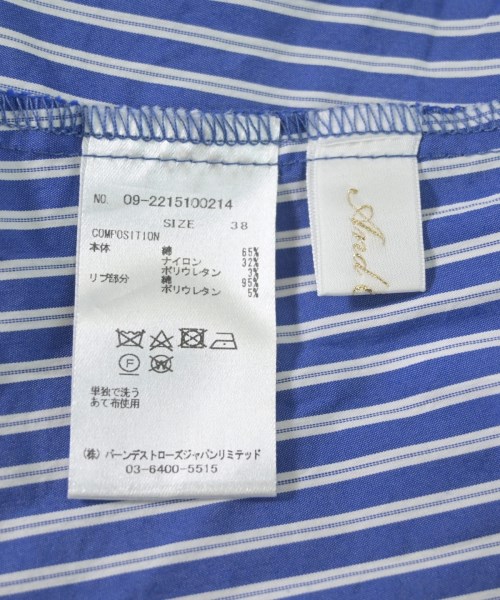 NO. 09-2215100214
SIZE 38
COMPOSITION
本体 綿 65%
ナイロン 32%
ポリウレタン 3%
リブ部分 綿 95%
ポリウレタン 5%
F W
単独で洗う
あて布使用
(株) バーンデストローズジャパンリミテッド
03-6400-5515
And